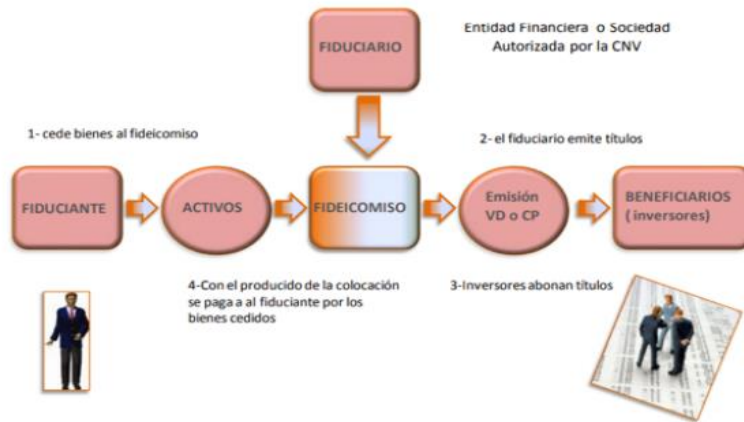 FIDUCIARIO
Entidad Financiera o Sociedad
Autorizada por la CNV
1- cede bienes al fideicomiso
2- el fiduciario emite títulos
FIDUCIANTE
ACTIVOS
FIDEICOMISO
Emisión
VD o CP
BENEFICIARIOS
( inversores)
4-Con el producido de la colocación
se paga a al fiduciante por los
bienes cedidos
3-Inversores abonan títulos